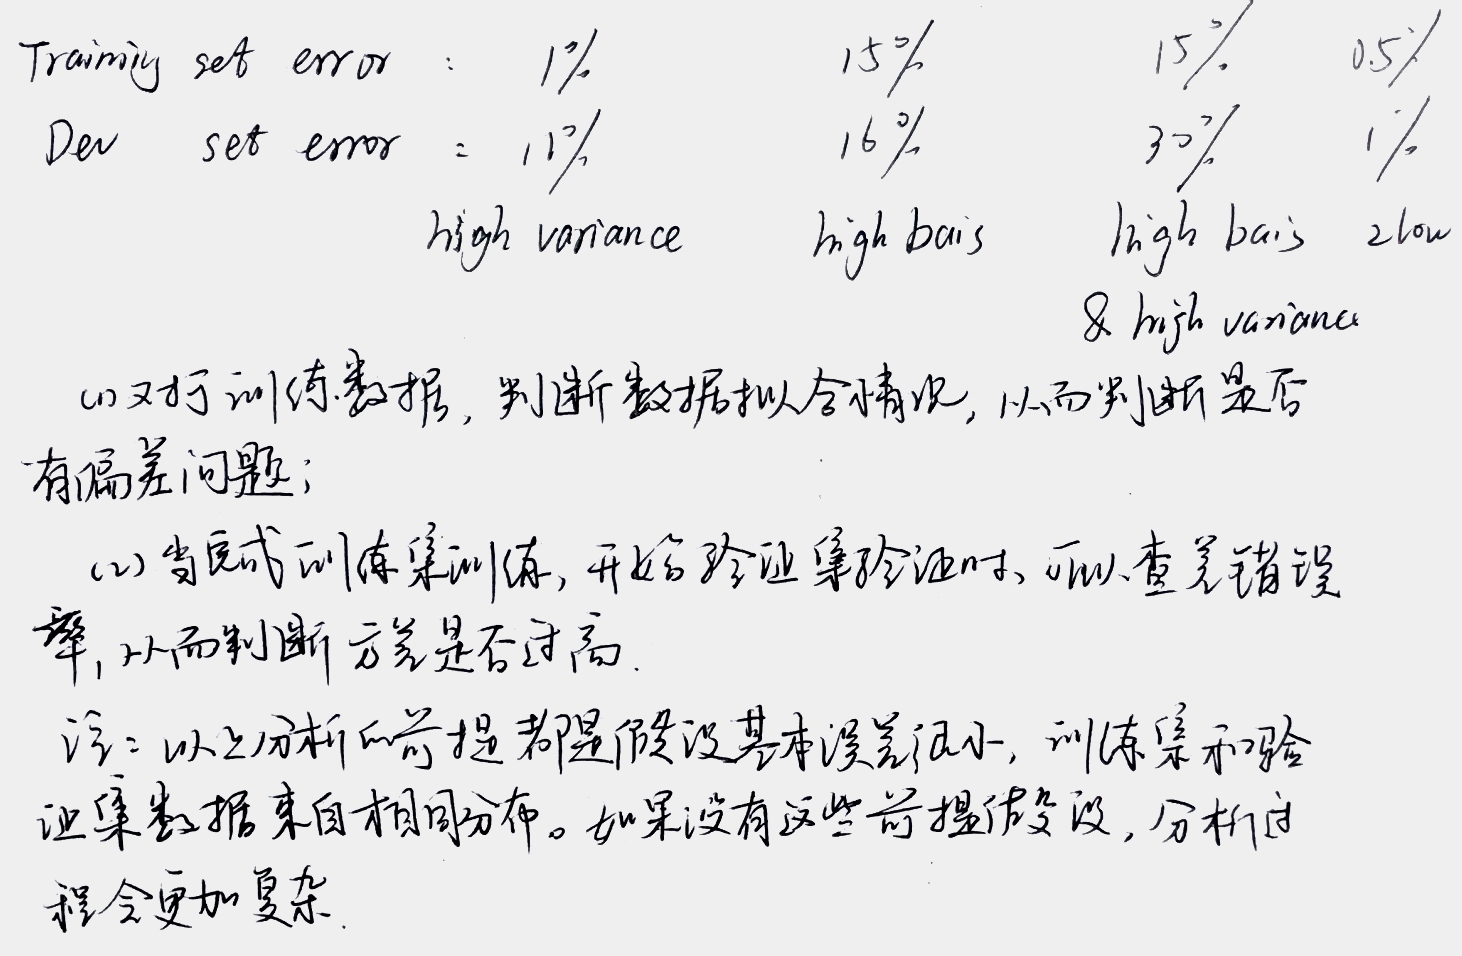 Training set error : 1% 15% 15% 0.5%
Dev set error : 11% 16% 30% 1%
high variance high bais high bais 2low
& high variance
(1) 对于训练数据, 判断数据拟合情况, 从而判断是否
有偏差问题;
(2) 当完成训练集训练, 开始验证集验证时、可以查差错误
率, 从而判断方差是否过高.
注: 以上分析的前提都是假设基本误差很小, 训练集和验
证集数据来自相同分布。如果没有这些前提假设, 分析过
程会更加复杂.